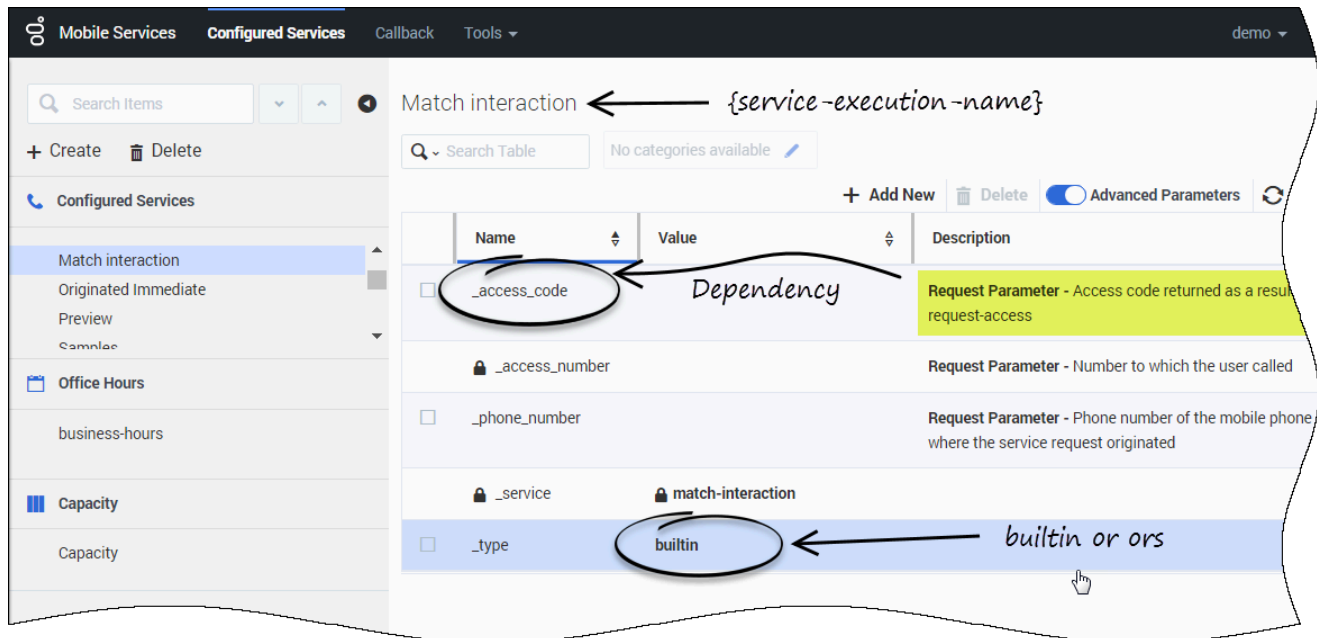 Mobile Services Configured Services Callback Tools demo
Search Items
Match interaction {service-execution-name}
+ Create Delete
Search Table No categories available
+ Add New Delete Advanced Parameters
Configured Services
Name Value Description
Match interaction
Originated Immediate
Preview
Samples
_access_code Dependency Request Parameter - Access code returned as a resul
request-access
_access_number Request Parameter - Number to which the user called
Office Hours
business-hours
_phone_number Request Parameter - Phone number of the mobile phone
where the service request originated
Capacity
_service match-interaction
Capacity
_type builtin builtin or ors